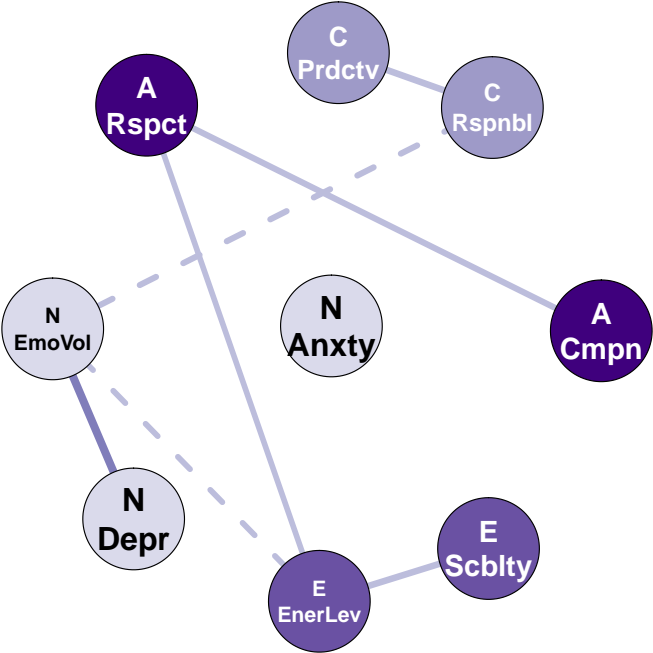 C
Prdctv
A
Rspct
C
Rspnbl
N
EmoVol
N
Anxty
A
Cmpn
N
Depr
E
Scblty
E
EnerLev